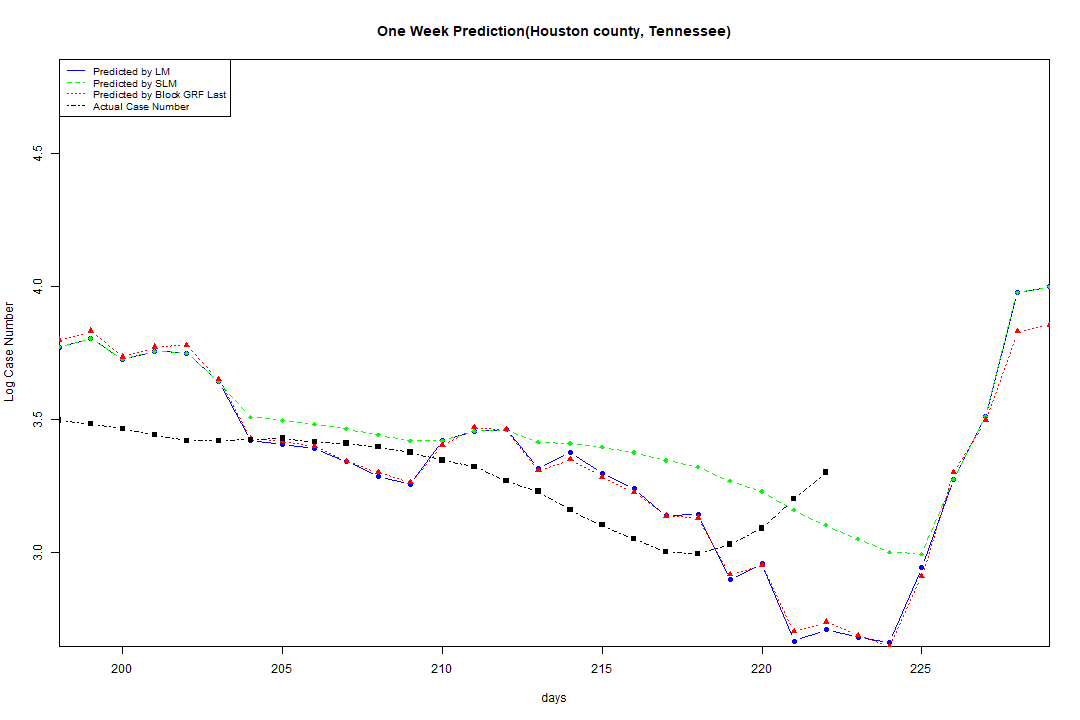 One Week Prediction(Houston county, Tennessee)
Predicted by LM
Predicted by SLM
Predicted by Block GRF Last
Actual Case Number
4.5
4.0
3.5
3.0
Log Case Number
200 205 210 215 220 225
days